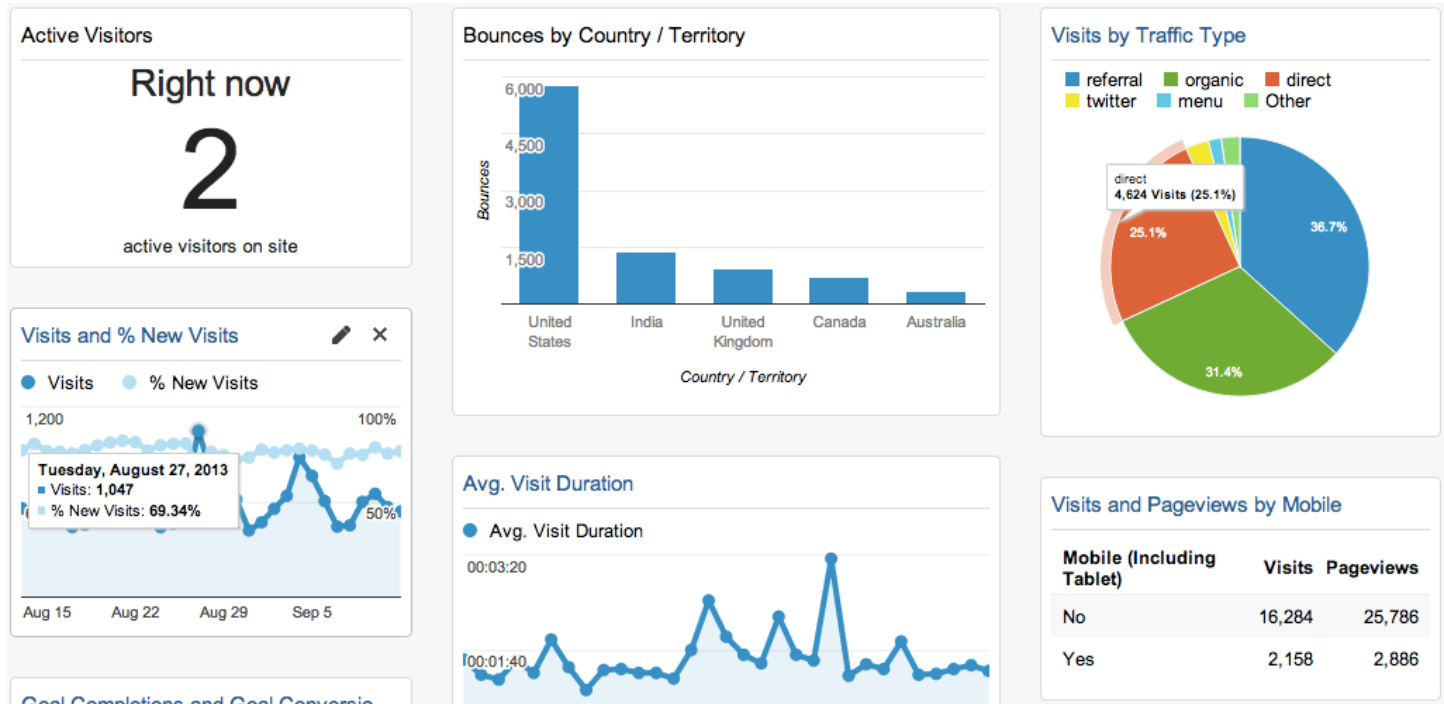 Active Visitors
Right now
2
active visitors on site
Visits and % New Visits
Visits
% New Visits
1,200
100%
Tuesday, August 27, 2013
Visits: 1,047
% New Visits: 69.34%
50%
Aug 15
Aug 22
Aug 29
Sep 5
Goal Completions and Goal Conversio
Bounces by Country / Territory
6,000
4,500
3,000
1,500
Bounces
United
States
India
United
Kingdom
Canada
Australia
Country / Territory
Avg. Visit Duration
Avg. Visit Duration
00:03:20
00:01:40
Visits by Traffic Type
referral organic direct
twitter menu Other
direct
4,624 Visits (25.1%)
25.1%
36.7%
31.4%
Visits and Pageviews by Mobile
Mobile (Including
Tablet)
Visits Pageviews
No 16,284 25,786
Yes 2,158 2,886